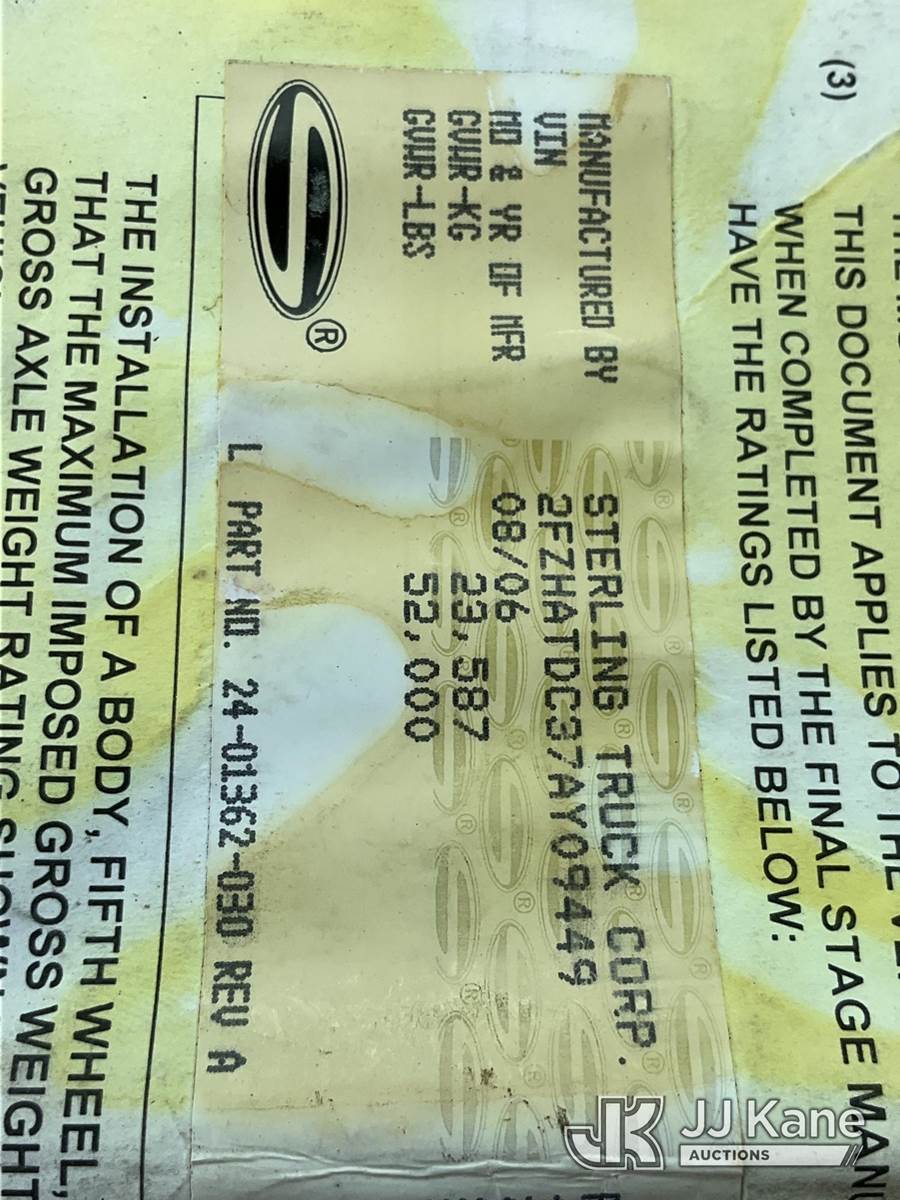 (3)
THIS DOCUMENT APPLIES TO THE
WHEN COMPLETED BY THE FINAL STAGE MAN
HAVE THE RATINGS LISTED BELOW:
MANUFACTURED BY STERLING TRUCK CORP.
VIN 2FZHATDC37AY09449
MO & YR OF MFR 08/06
GVWR-KG 23,587
GVWR-LBS 52,000
®
L PART NO. 24-01362-030 REV A
THE INSTALLATION OF A BODY, FIFTH WHEEL,
THAT THE MAXIMUM IMPOSED GROSS WEIGHT
GROSS AXLE WEIGHT RATING
JJ Kane
AUCTIONS